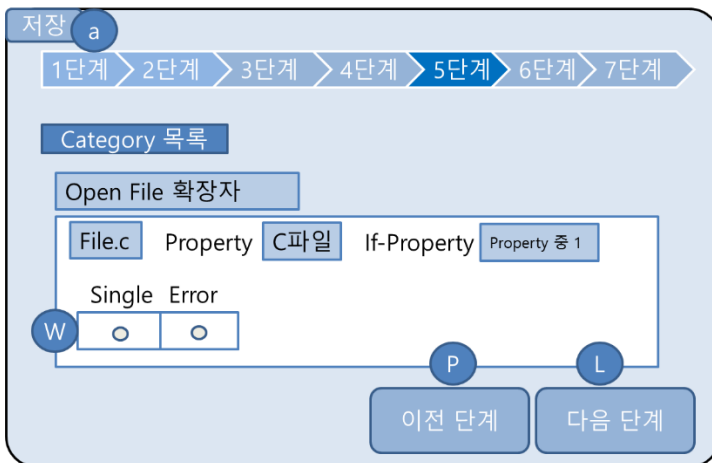 저장 a
1단계 2단계 3단계 4단계 5단계 6단계 7단계
Category 목록
Open File 확장자
File.c Property C파일 If-Property Property 중 1
Single Error
W
P L
이전 단계 다음 단계